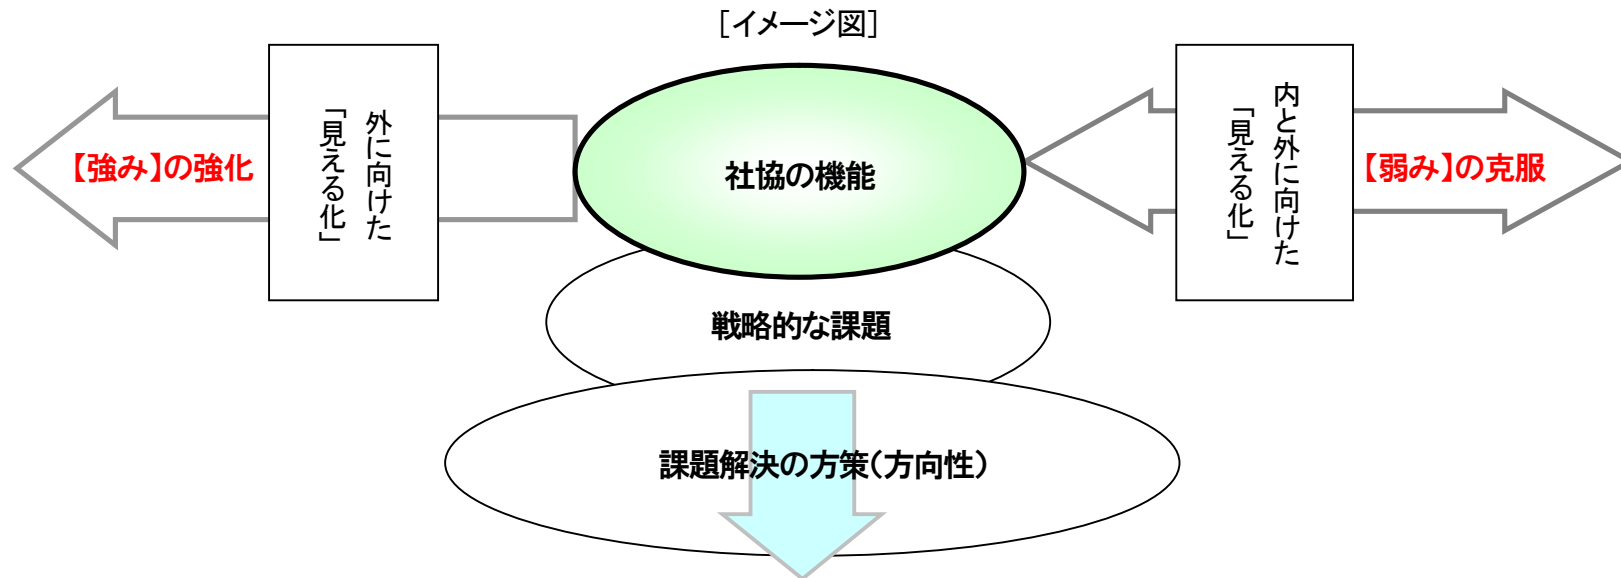 ［イメージ図］
外に向けた
「見える化」
【強み】の強化
社協の機能
内と外に向けた
「見える化」
【弱み】の克服
戦略的な課題
課題解決の方策（方向性）